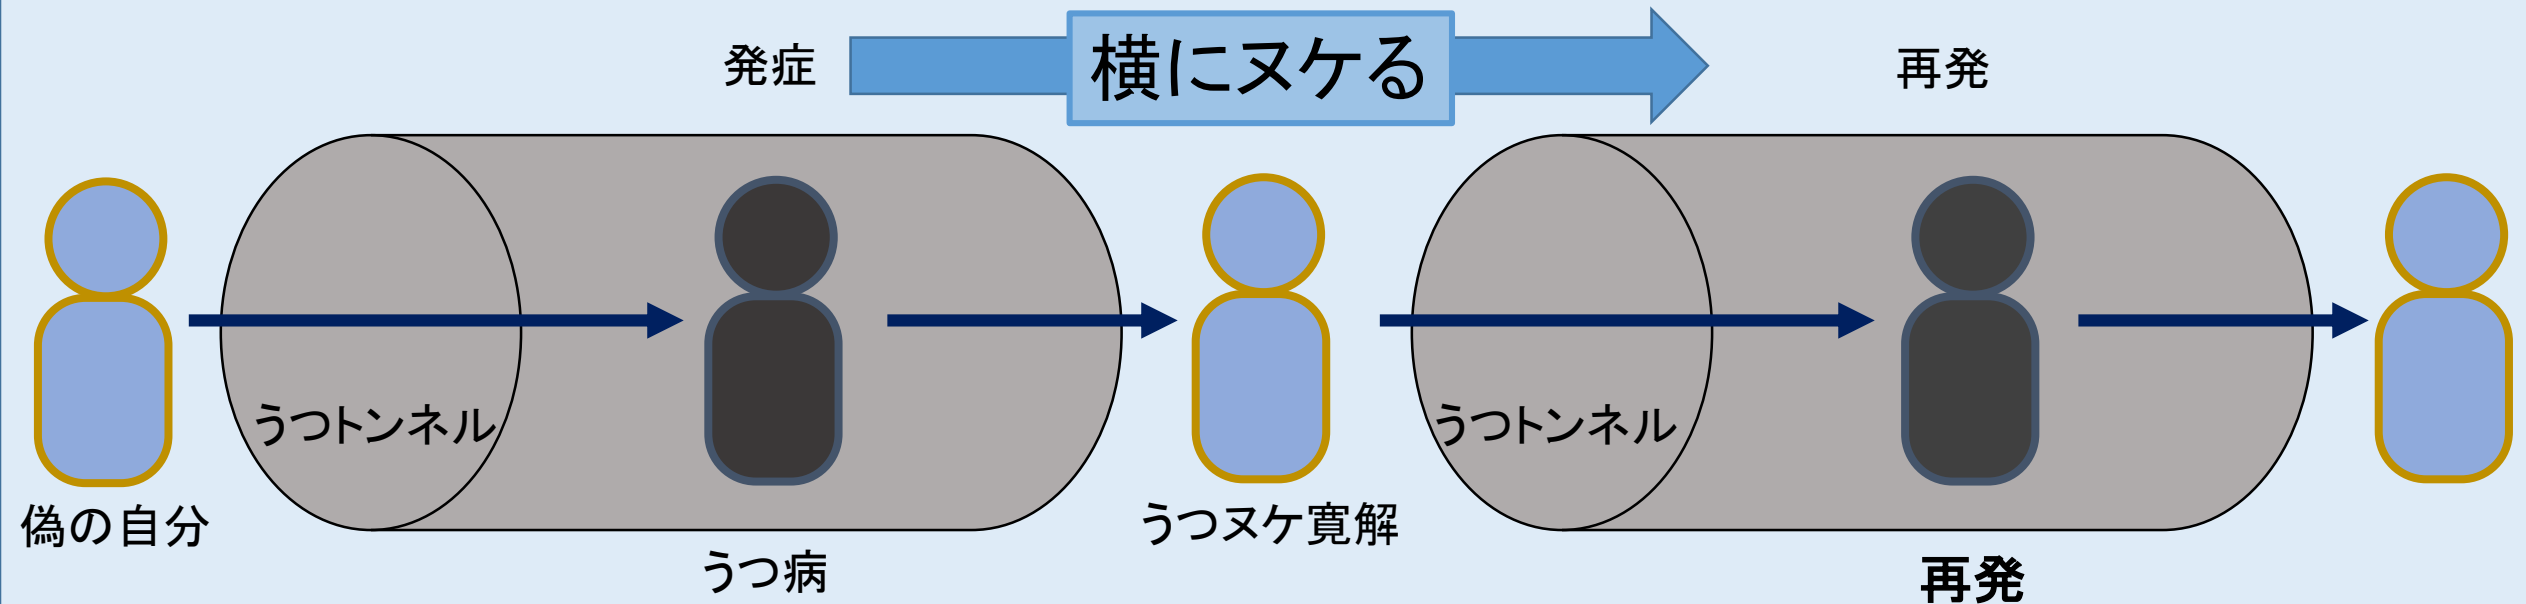 発症
横にヌケる
再発
うつトンネル
うつトンネル
偽の自分
うつヌケ寛解
うつ病
再発